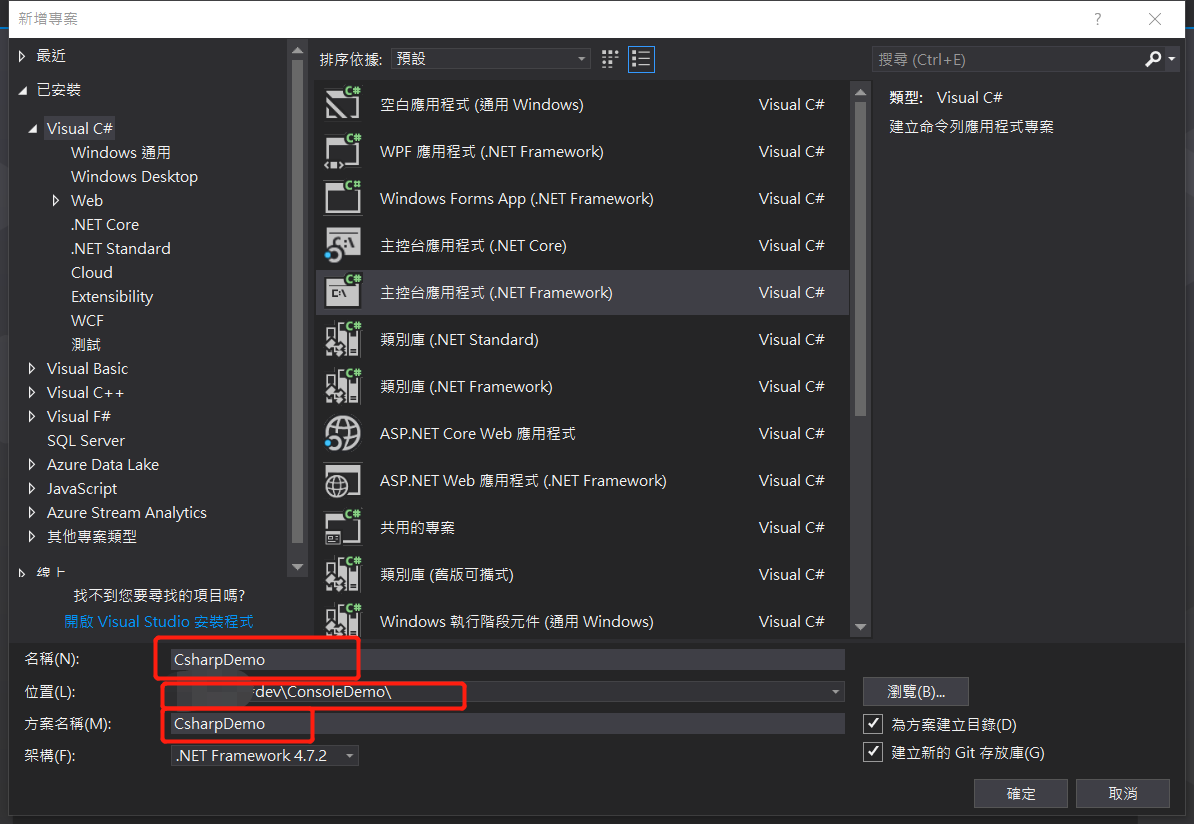 新增專案
?
最近
已安裝
Visual C#
Windows 通用
Windows Desktop
Web
.NET Core
.NET Standard
Cloud
Extensibility
WCF
測試
Visual Basic
Visual C++
Visual F#
SQL Server
Azure Data Lake
JavaScript
Azure Stream Analytics
其他專案類型
線上
找不到您要尋找的項目嗎?
開啟 Visual Studio 安裝程式
排序依據: 預設
空白應用程式 (通用 Windows) Visual C#
WPF 應用程式 (.NET Framework) Visual C#
Windows Forms App (.NET Framework) Visual C#
主控台應用程式 (.NET Core) Visual C#
主控台應用程式 (.NET Framework) Visual C#
類別庫 (.NET Standard) Visual C#
類別庫 (.NET Framework) Visual C#
ASP.NET Core Web 應用程式 Visual C#
ASP.NET Web 應用程式 (.NET Framework) Visual C#
共用的專案 Visual C#
類別庫 (舊版可攜式) Visual C#
Windows 執行階段元件 (通用 Windows) Visual C#
搜尋 (Ctrl+E)
類型: Visual C#
建立命令列應用程式專案
名稱(N): CsharpDemo
位置(L): dev\ConsoleDemo\
瀏覽(B)...
方案名稱(M): CsharpDemo
為方案建立目錄(D)
架構(F): .NET Framework 4.7.2
建立新的 Git 存放庫(G)
確定
取消